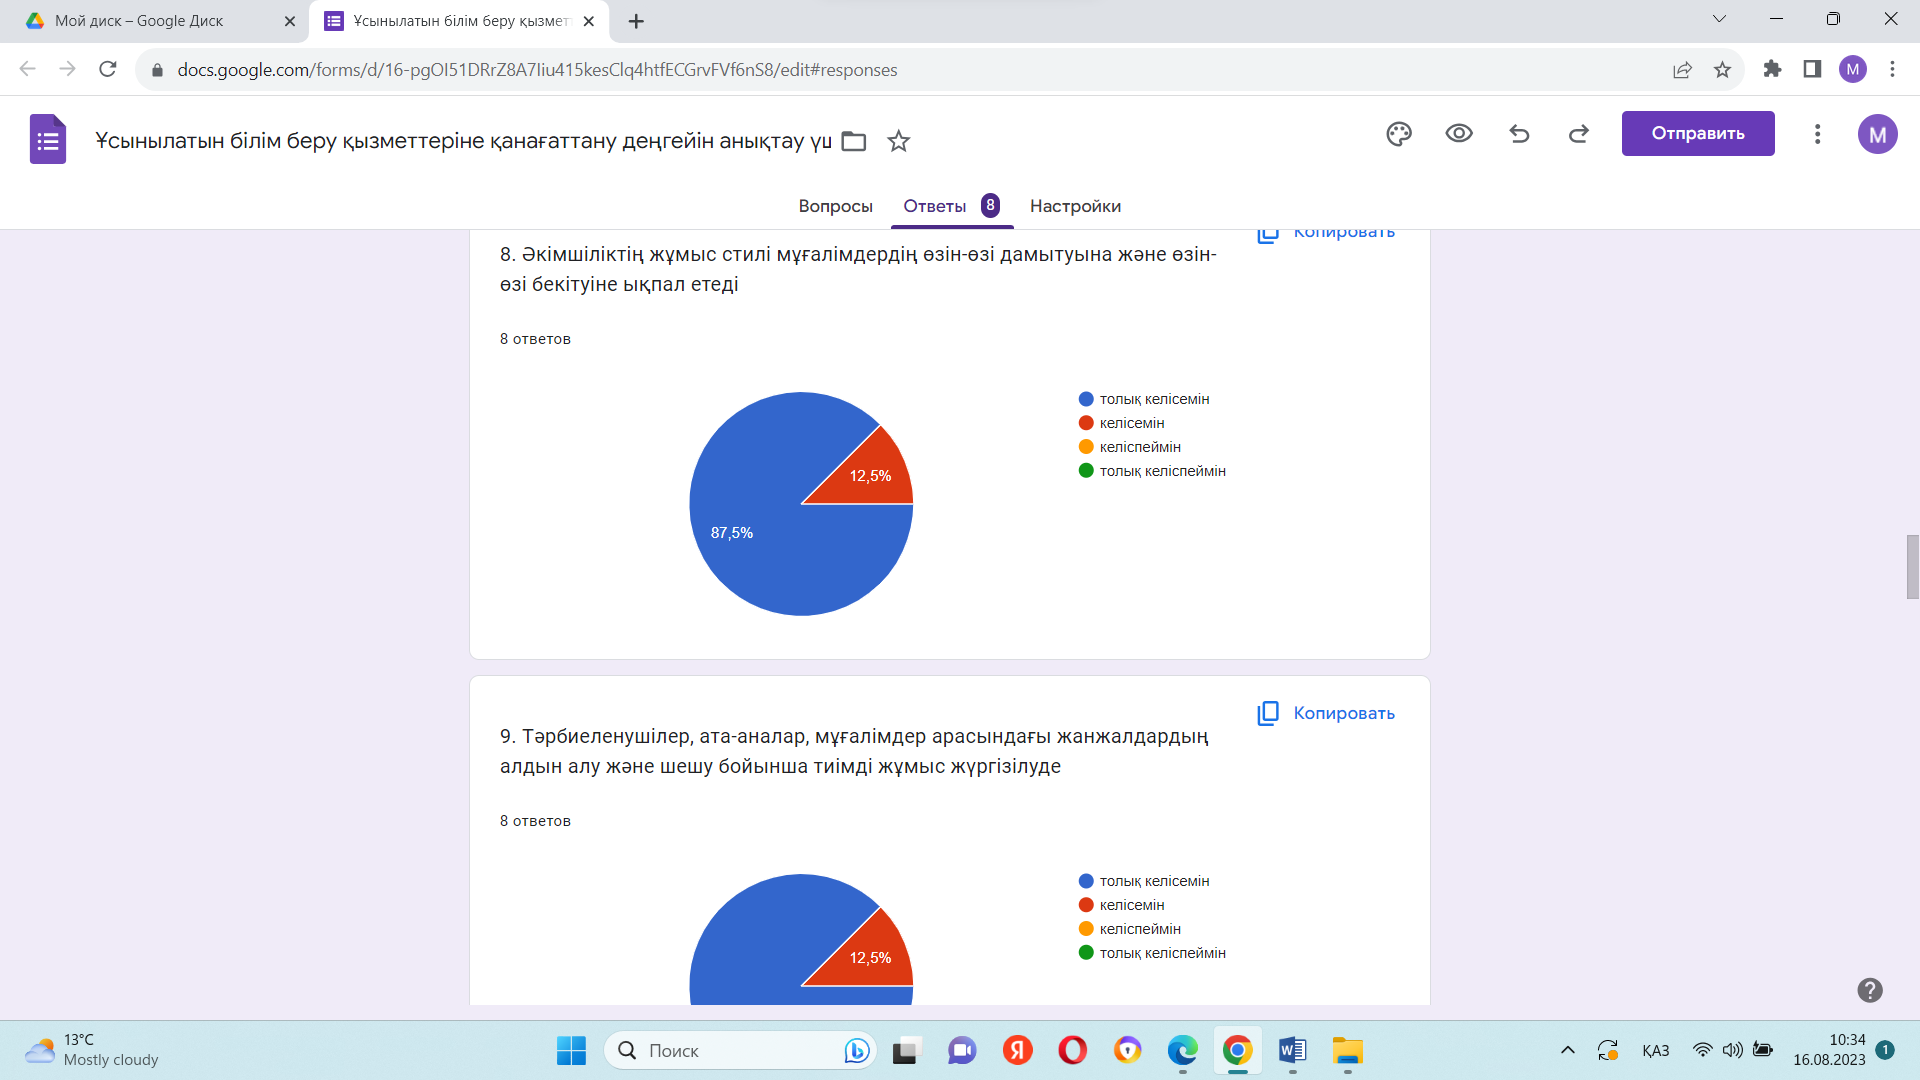 Мой диск – Google Диск
Ұсынылатын білім беру қызметт
docs.google.com/forms/d/16-pgOI51DRrZ8A7Iiu415kesClq4htfECGrvFVf6nS8/edit#responses
M
Ұсынылатын білім беру қызметтеріне қанағаттану деңгейін анықтау үш
Отправить
M
Вопросы
Ответы 8
Настройки
Копировать
8. Әкімшіліктің жұмыс стилі мұғалімдердің өзін-өзі дамытуына және өзін-
өзі бекітуіне ықпал етеді
8 ответов
толық келісемін
келісемін
келіспеймін
толық келіспеймін
12,5%
87,5%
Копировать
9. Тәрбиеленушілер, ата-аналар, мұғалімдер арасындағы жанжалдардың
алдын алу және шешу бойынша тиімді жұмыс жүргізілуде
8 ответов
толық келісемін
келісемін
келіспеймін
толық келіспеймін
12,5%
13°C
Mostly cloudy
Поиск
ҚАЗ
10:34
16.08.2023
1